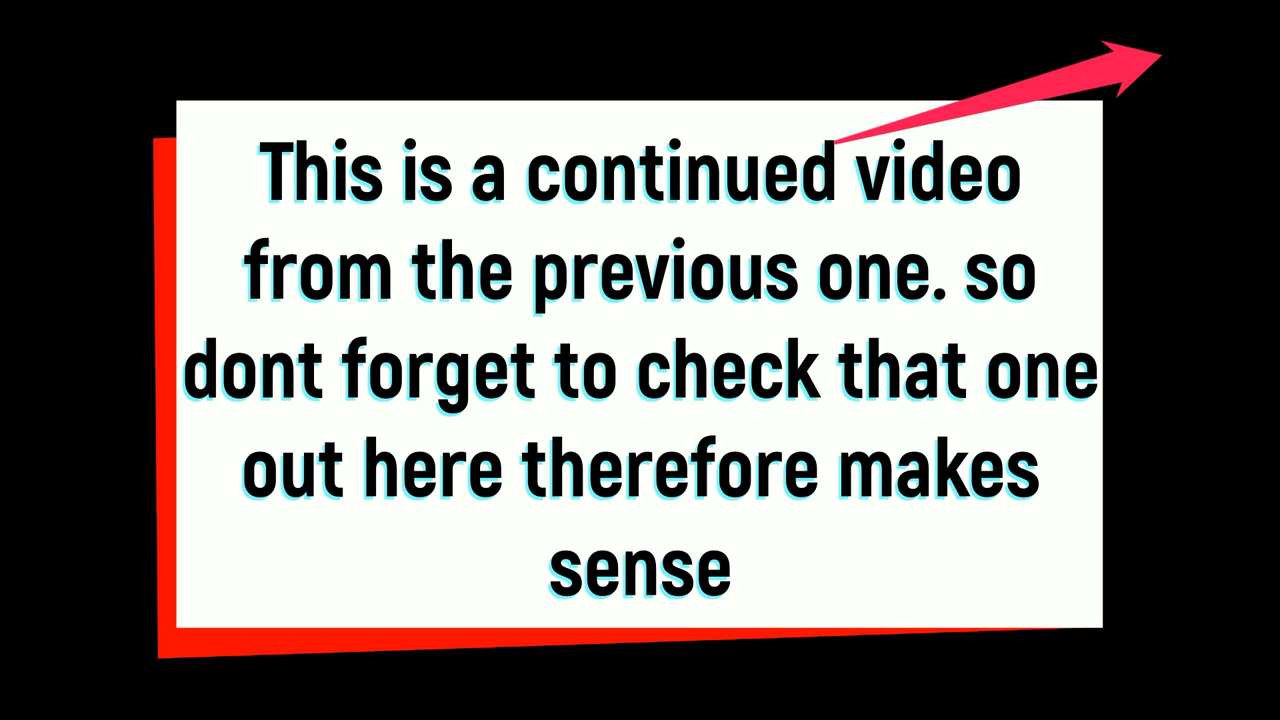 This is a continued video
from the previous one. so
dont forget to check that one
out here therefore makes
sense